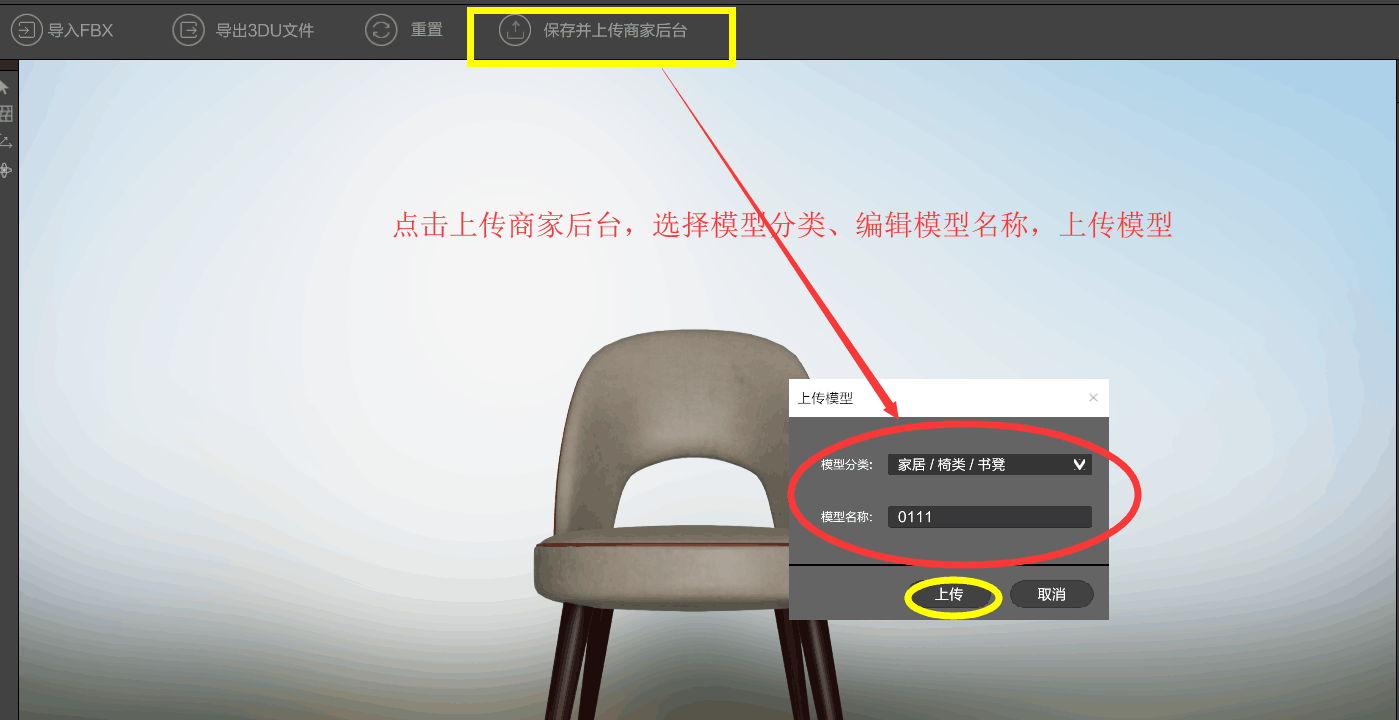 导入FBX 导出3DU文件 重置 保存并上传商家后台
点击上传商家后台，选择模型分类、编辑模型名称，上传模型
上传模型
模型分类: 家居 / 椅类 / 书凳
模型名称: 0111
上传 取消